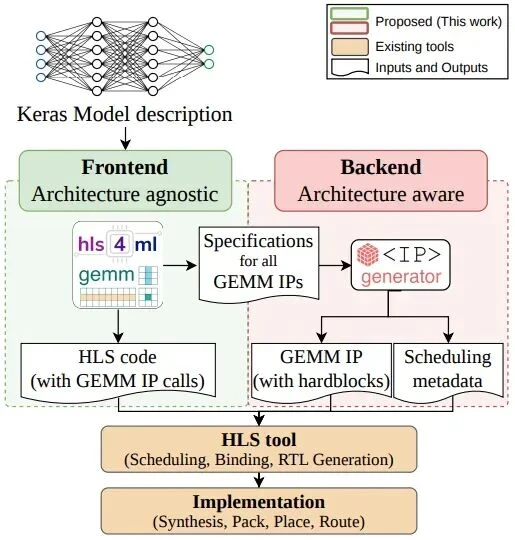 Proposed (This work)
Existing tools
Inputs and Outputs
Keras Model description
Frontend
Architecture agnostic
Backend
Architecture aware
hls 4 ml
gemm
Specifications
for all
GEMM IPs
<IP>
generator
HLS code
(with GEMM IP calls)
GEMM IP
(with hardblocks)
Scheduling
metadata
HLS tool
(Scheduling, Binding, RTL Generation)
Implementation
(Synthesis, Pack, Place, Route)